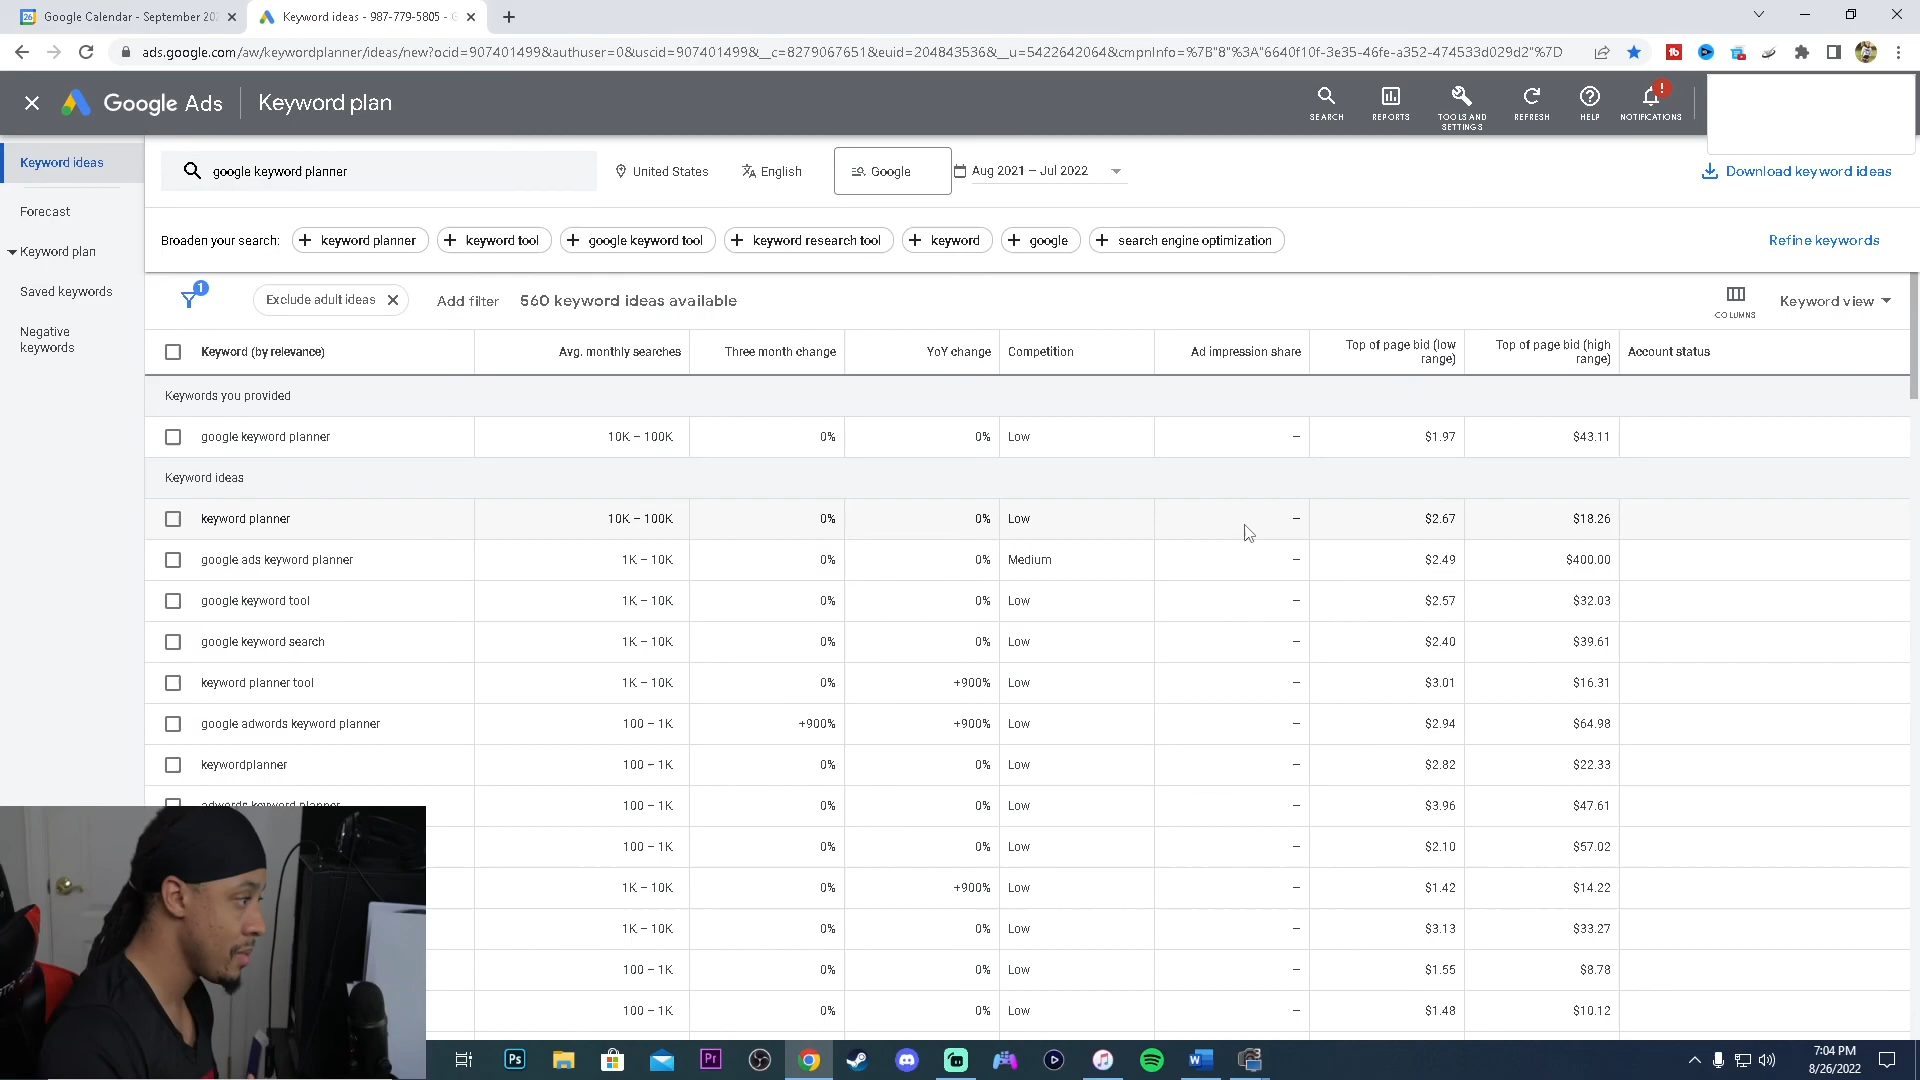 Google Calendar - September 202
Keyword ideas - 987-779-5805 - G
ads.google.com/aw/keywordplanner/ideas/new?ocid=907401499&authuser=0&uscid=907401499&__c=8279067651&euid=204843536&__u=5422642064&cmpnInfo=%7B"8"%3A"6640f10f-3e35-46fe-a352-474533d029d2"%7D
Google Ads
Keyword plan
SEARCH
REPORTS
TOOLS AND
SETTINGS
REFRESH
HELP
NOTIFICATIONS
!
Keyword ideas
Forecast
Keyword plan
Saved keywords
Negative
keywords
google keyword planner
United States
English
Google
Aug 2021 – Jul 2022
Download keyword ideas
Broaden your search:
keyword planner
keyword tool
google keyword tool
keyword research tool
keyword
google
search engine optimization
Refine keywords
1
Exclude adult ideas
Add filter
560 keyword ideas available
COLUMNS
Keyword view
Keyword (by relevance) Avg. monthly searches Three month change YoY change Competition Ad impression share Top of page bid (low range) Top of page bid (high range) Account status
Keywords you provided
google keyword planner 10K – 100K 0% 0% Low – $1.97 $43.11
Keyword ideas
keyword planner 10K – 100K 0% 0% Low – $2.67 $18.26
google ads keyword planner 1K – 10K 0% 0% Medium – $2.49 $400.00
google keyword tool 1K – 10K 0% 0% Low – $2.57 $32.03
google keyword search 1K – 10K 0% 0% Low – $2.40 $39.61
keyword planner tool 1K – 10K 0% +900% Low – $3.01 $16.31
google adwords keyword planner 100 – 1K +900% +900% Low – $2.94 $64.98
keywordplanner 100 – 1K 0% 0% Low – $2.82 $22.33
adwords keyword planner 100 – 1K 0% 0% Low – $3.96 $47.61
100 – 1K 0% 0% Low – $2.10 $57.02
1K – 10K 0% +900% Low – $1.42 $14.22
1K – 10K 0% 0% Low – $3.13 $33.27
100 – 1K 0% 0% Low – $1.55 $8.78
100 – 1K 0% 0% Low – $1.48 $10.12
Ps
Pr
W
7:04 PM
8/26/2022